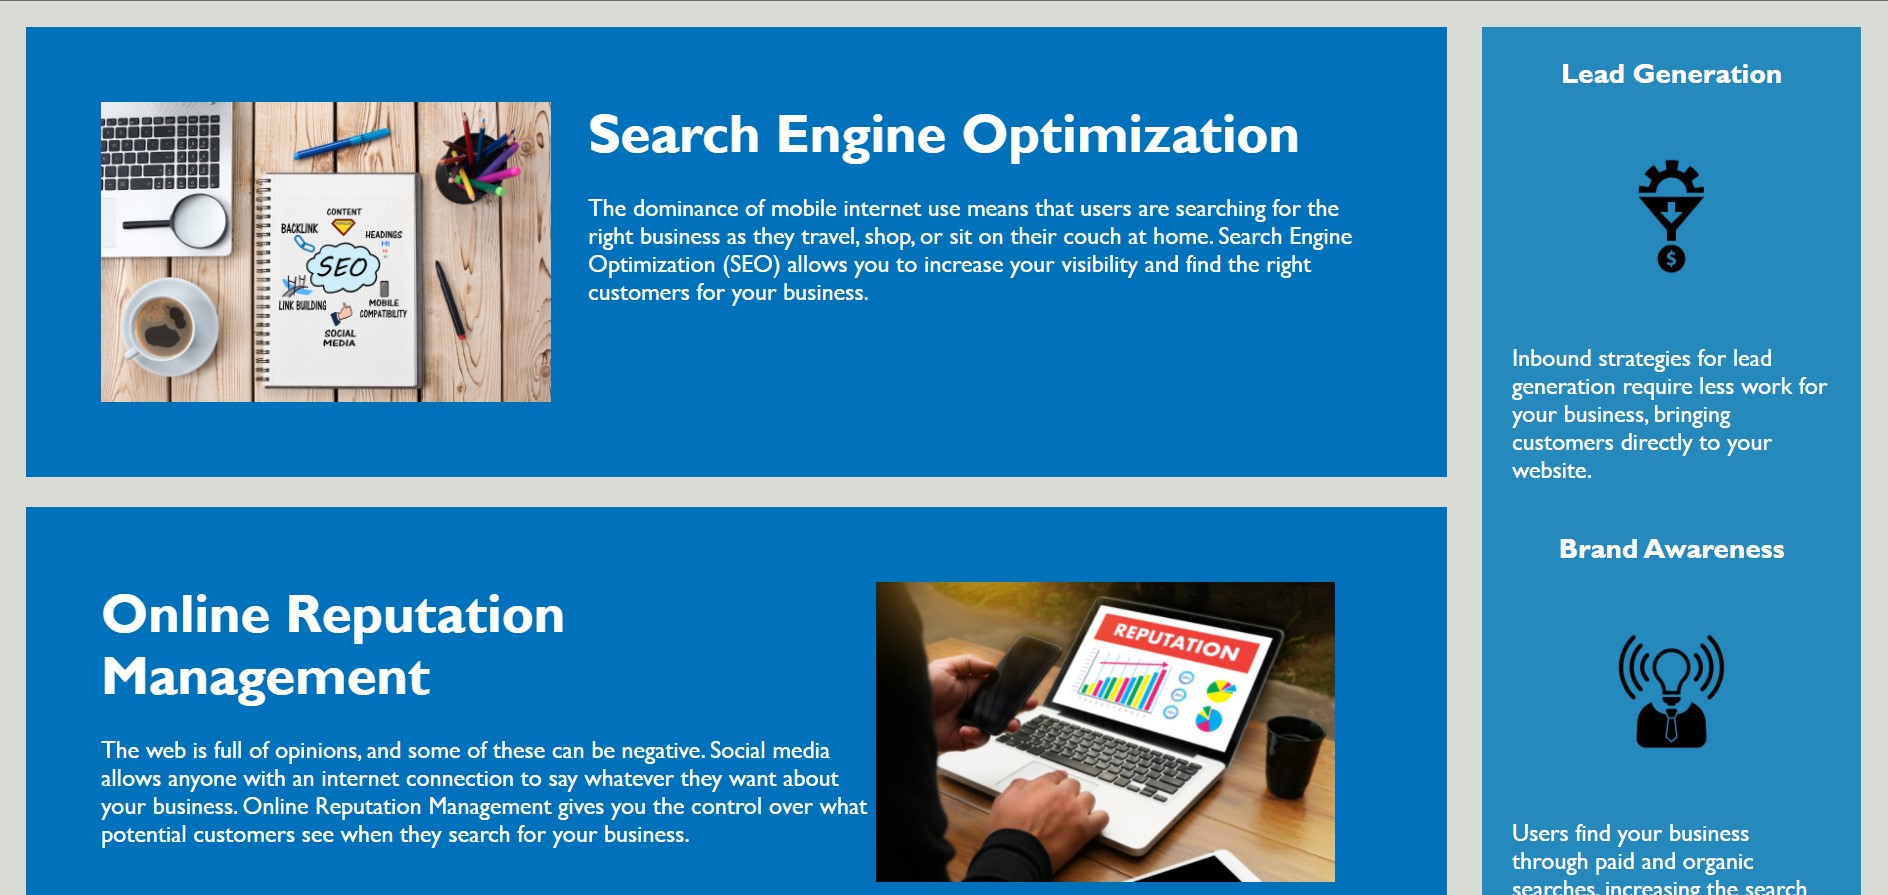 Search Engine Optimization
The dominance of mobile internet use means that users are searching for the
right business as they travel, shop, or sit on their couch at home. Search Engine
Optimization (SEO) allows you to increase your visibility and find the right
customers for your business.
CONTENT
BACKLINK
HEADINGS
H1
SEO
LINK BUILDING
MOBILE
COMPATIBILITY
SOCIAL
MEDIA
Online Reputation
Management
The web is full of opinions, and some of these can be negative. Social media
allows anyone with an internet connection to say whatever they want about
your business. Online Reputation Management gives you the control over what
potential customers see when they search for your business.
REPUTATION
Lead Generation
$
Inbound strategies for lead
generation require less work for
your business, bringing
customers directly to your
website.
Brand Awareness
Users find your business
through paid and organic
searches, increasing the search